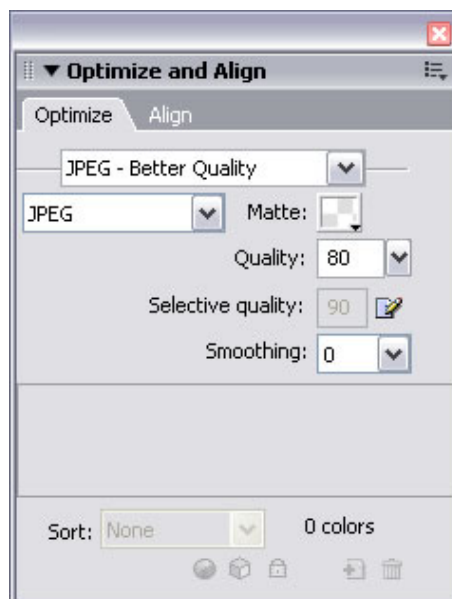 Optimize and Align
Optimize Align
JPEG - Better Quality
JPEG Matte:
Quality: 80
Selective quality: 90
Smoothing: 0
Sort: None 0 colors